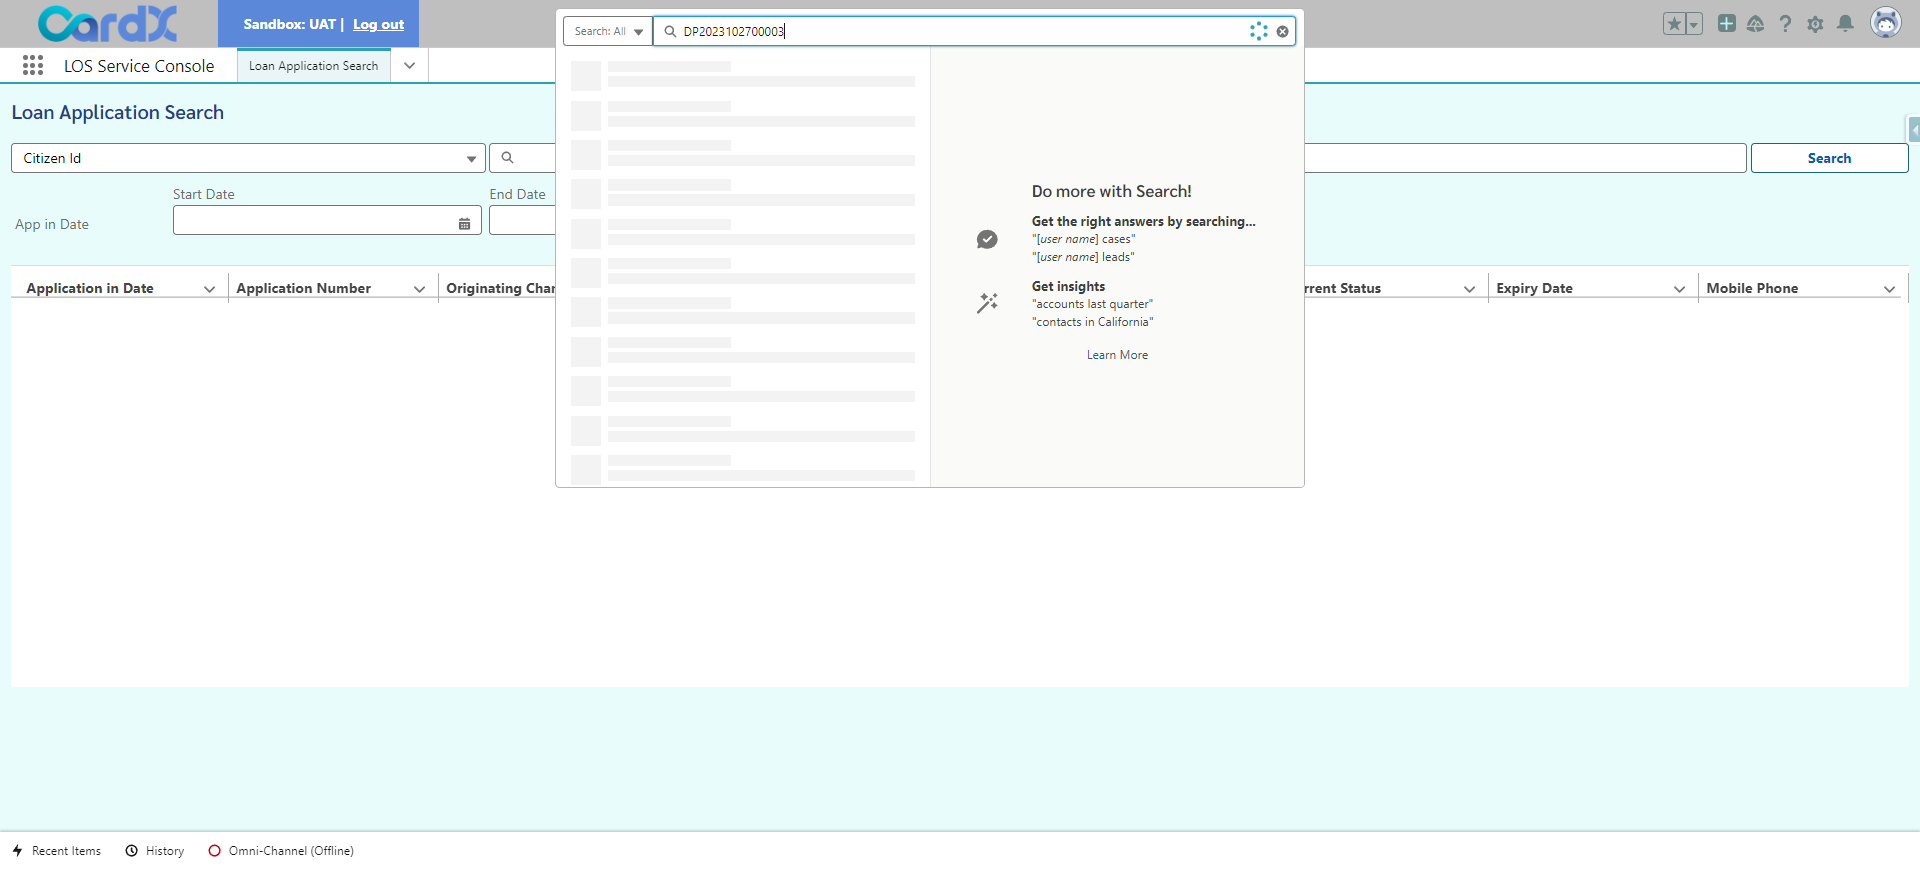 CardX
Sandbox: UAT | Log out
Search: All
DP2023102700003
LOS Service Console
Loan Application Search
Loan Application Search
Citizen Id
Search
Start Date
End Date
App in Date
Do more with Search!
Get the right answers by searching...
"[user name] cases"
"[user name] leads"
Get insights
"accounts last quarter"
"contacts in California"
Learn More
Application in Date
Application Number
Originating Chan
rrent Status
Expiry Date
Mobile Phone
Recent Items
History
Omni-Channel (Offline)